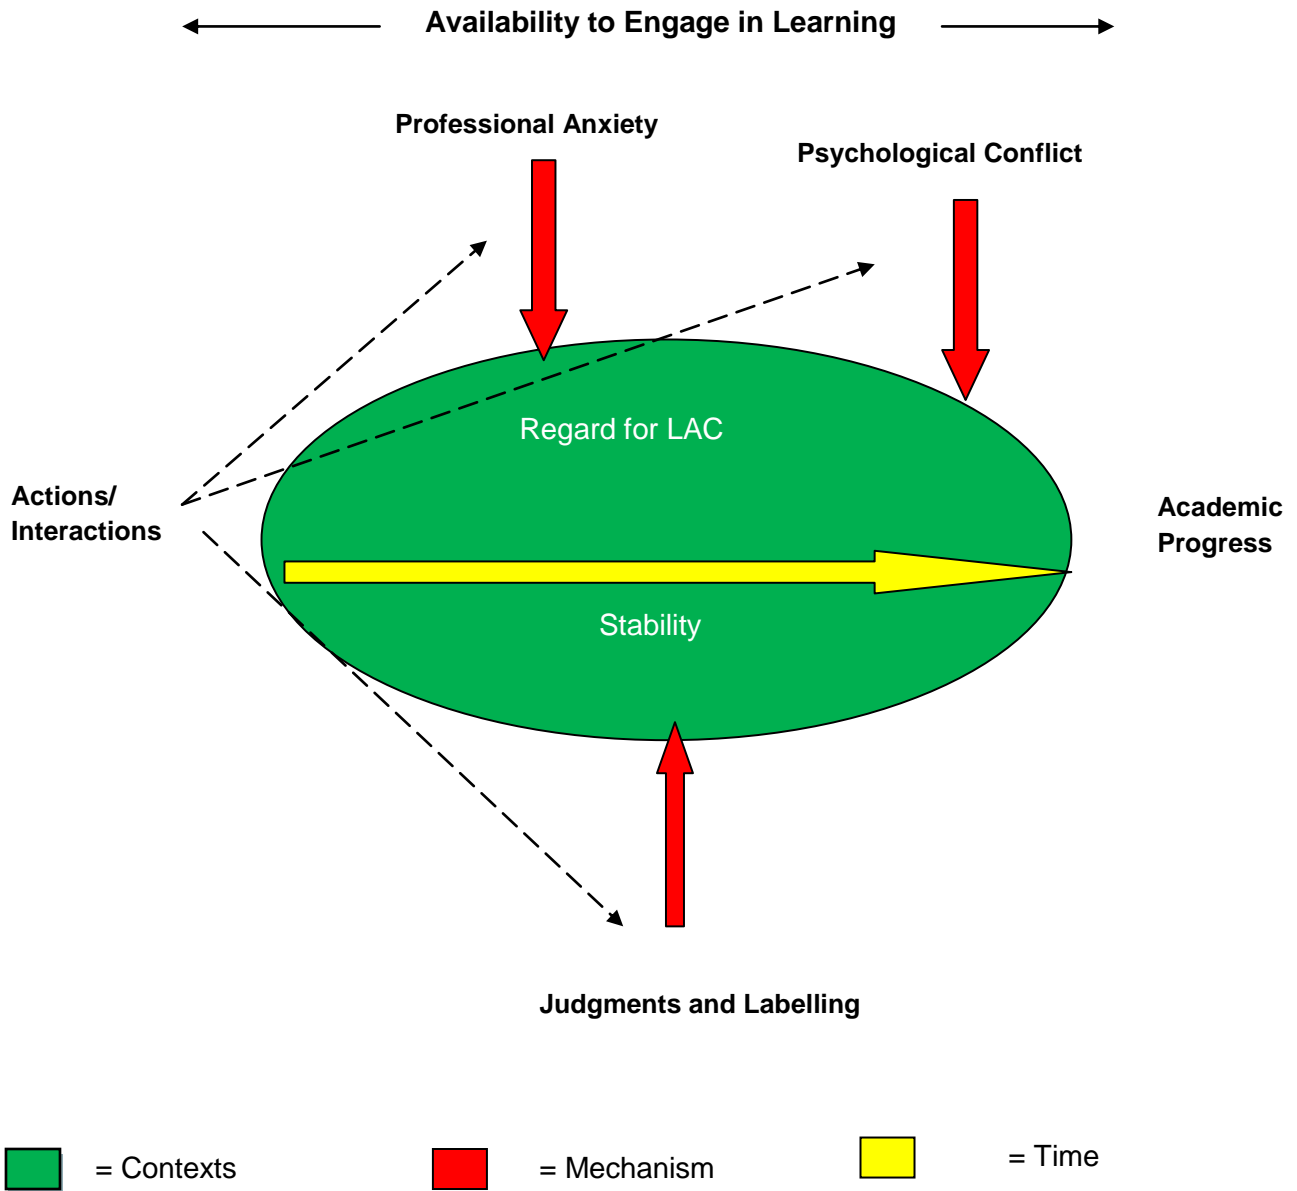 Availability to Engage in Learning
Professional Anxiety
Psychological Conflict
Regard for LAC
Actions/
Interactions
Academic
Progress
Stability
Judgments and Labelling
= Contexts
= Mechanism
= Time